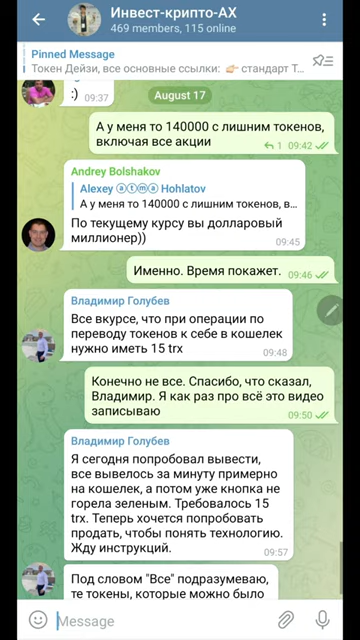 Инвест-крипто-АХ
469 members, 115 online
Pinned Message
Токен Дейзи, все основные ссылки: 👉🏻 стандарт Т...
:)
09:37
August 17
А у меня то 140000 с лишним токенов,
включая все акции
1 09:42
Andrey Bolshakov
Alexey ⓐⓣⓜⓐ Hohlatov
А у меня то 140000 с лишним токенов, в...
По текущему курсу вы долларовый
миллионер))
09:45
Именно. Время покажет.
09:46
Владимир Голубев
Все вкурсе, что при операции по
переводу токенов к себе в кошелек
нужно иметь 15 trx
09:48
Конечно не все. Спасибо, что сказал,
Владимир. Я как раз про всё это видео
записываю
09:50
Владимир Голубев
Я сегодня попробовал вывести,
все вывелось за минуту примерно
на кошелек, а потом уже кнопка не
горела зеленым. Требовалось 15
trx. Теперь хочется попробовать
продать, чтобы понять технологию.
Жду инструкций.
09:57
Под словом "Все" подразумеваю,
те токены, которые можно было
Message